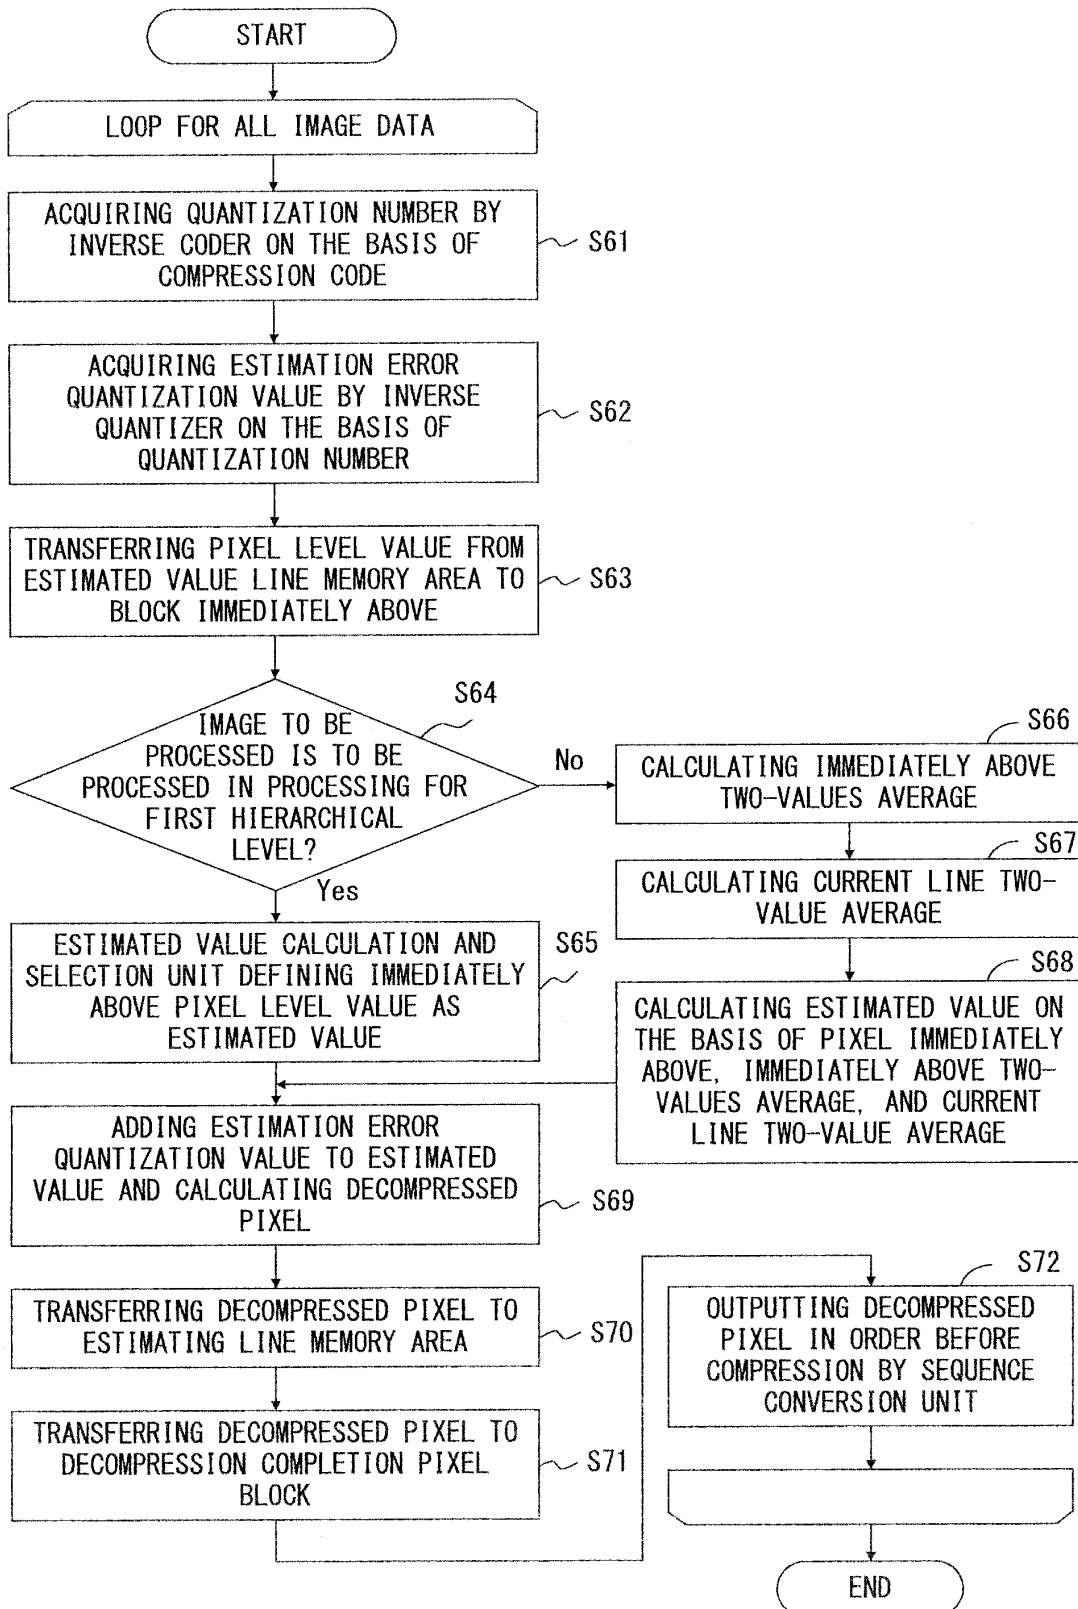 START
LOOP FOR ALL IMAGE DATA
ACQUIRING QUANTIZATION NUMBER BY
INVERSE CODER ON THE BASIS OF
COMPRESSION CODE
S61
ACQUIRING ESTIMATION ERROR
QUANTIZATION VALUE BY INVERSE
QUANTIZER ON THE BASIS OF
QUANTIZATION NUMBER
S62
TRANSFERRING PIXEL LEVEL VALUE FROM
ESTIMATED VALUE LINE MEMORY AREA TO
BLOCK IMMEDIATELY ABOVE
S63
S64
IMAGE TO BE
PROCESSED IS TO BE
PROCESSED IN PROCESSING FOR
FIRST HIERARCHICAL
LEVEL?
No
Yes
S65
ESTIMATED VALUE CALCULATION AND
SELECTION UNIT DEFINING IMMEDIATELY
ABOVE PIXEL LEVEL VALUE AS
ESTIMATED VALUE
S66
CALCULATING IMMEDIATELY ABOVE
TWO-VALUES AVERAGE
S67
CALCULATING CURRENT LINE TWO-
VALUE AVERAGE
S68
CALCULATING ESTIMATED VALUE ON
THE BASIS OF PIXEL IMMEDIATELY
ABOVE, IMMEDIATELY ABOVE TWO-
VALUES AVERAGE, AND CURRENT
LINE TWO-VALUE AVERAGE
ADDING ESTIMATION ERROR
QUANTIZATION VALUE TO ESTIMATED
VALUE AND CALCULATING DECOMPRESSED
PIXEL
S69
TRANSFERRING DECOMPRESSED PIXEL TO
ESTIMATING LINE MEMORY AREA
S70
TRANSFERRING DECOMPRESSED PIXEL TO
DECOMPRESSION COMPLETION PIXEL
BLOCK
S71
S72
OUTPUTTING DECOMPRESSED
PIXEL IN ORDER BEFORE
COMPRESSION BY SEQUENCE
CONVERSION UNIT
END